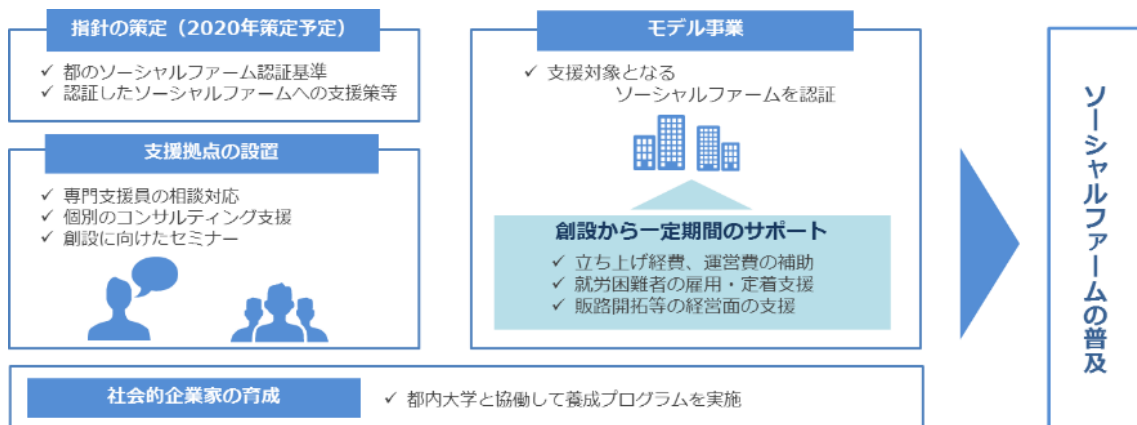 指針の策定（2020年策定予定）
✓ 都のソーシャルファーム認証基準
✓ 認証したソーシャルファームへの支援策等
支援拠点の設置
✓ 専門支援員の相談対応
✓ 個別のコンサルティング支援
✓ 創設に向けたセミナー
モデル事業
✓ 支援対象となる
ソーシャルファームを認証
創設から一定期間のサポート
✓ 立ち上げ経費、運営費の補助
✓ 就労困難者の雇用・定着支援
✓ 販路開拓等の経営面の支援
社会的企業家の育成
✓ 都内大学と協働して養成プログラムを実施
ソーシャルファームの普及